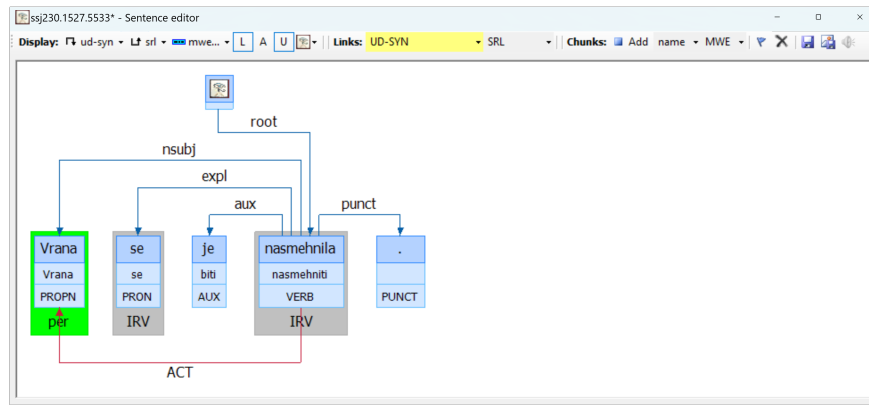 ssj230.1527.5533* - Sentence editor
Display: ud-syn srl mwe... L A U Links: UD-SYN SRL Chunks: Add name MWE
root
nsubj
expl
aux punct
Vrana se je nasmehnila .
Vrana se biti nasmehniti
PROPN PRON AUX VERB PUNCT
per IRV IRV
ACT